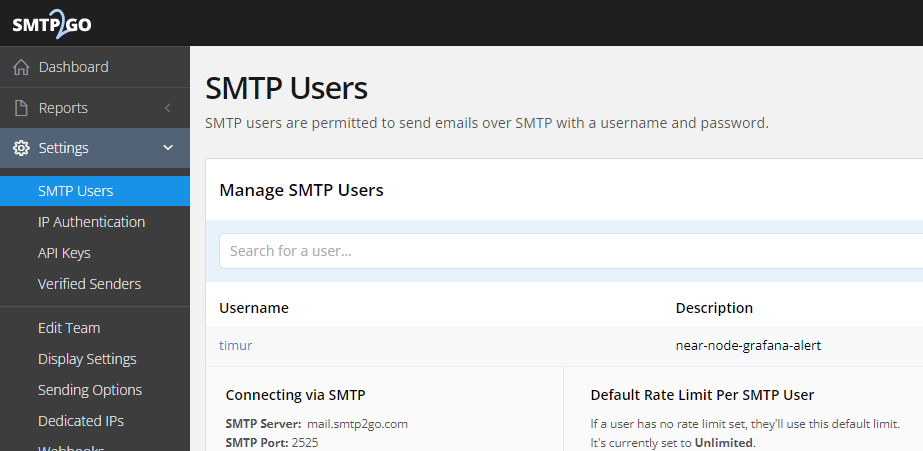 SMTP2GO
Dashboard
Reports
Settings
SMTP Users
IP Authentication
API Keys
Verified Senders
Edit Team
Display Settings
Sending Options
Dedicated IPs
Webhooks
SMTP Users
SMTP users are permitted to send emails over SMTP with a username and password.
Manage SMTP Users
Search for a user...
Username Description
timur near-node-grafana-alert
Connecting via SMTP
SMTP Server: mail.smtp2go.com
SMTP Port: 2525
Default Rate Limit Per SMTP User
If a user has no rate limit set, they'll use this default limit.
It's currently set to Unlimited.